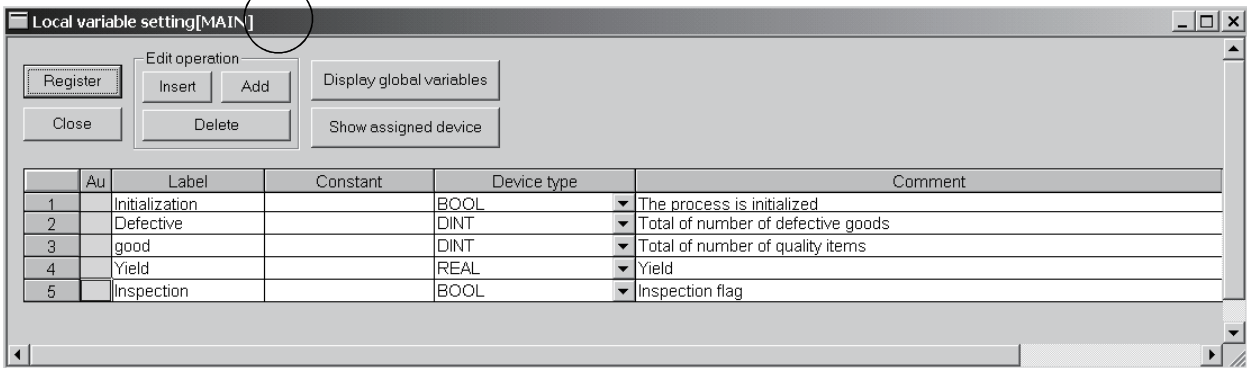 Local variable setting[MAIN]
Edit operation
Register Insert Add Display global variables
Close Delete Show assigned device
Au Label Constant Device type Comment
1 Initialization BOOL The process is initialized
2 Defective DINT Total of number of defective goods
3 good DINT Total of number of quality items
4 Yield REAL Yield
5 Inspection BOOL Inspection flag